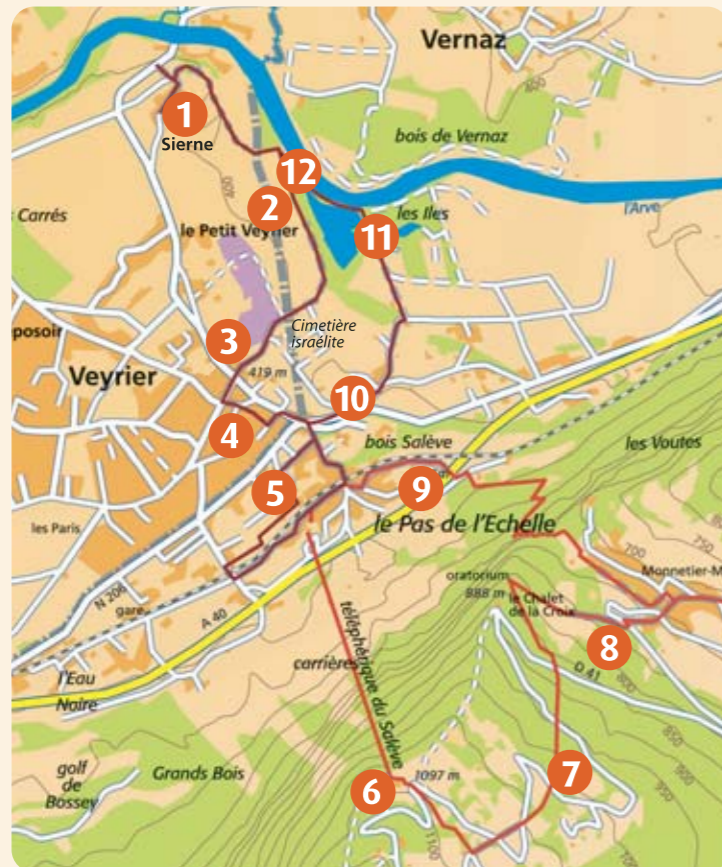 Vernaz
800
1
Sierne
bois de Vernaz
400
12
2
s Carrés
les Iles
l'Arve
le Petit Veyrier
11
Cimetière
israélite
3
posoir
419 m
Veyrier
10
4
bois Salève
les Voutes
5
9
le Pas de l'Echelle
les Paris
700
750
N 206
gare
A 40
oratorium
888 m
le Chalet
de la Croix
Monnetier-M
téléphérique du Salève
carrières
8
D 41
800
850
900
950
l'Eau
Noire
golf
de
Bossey
Grands Bois
6
1097 m
7
1100